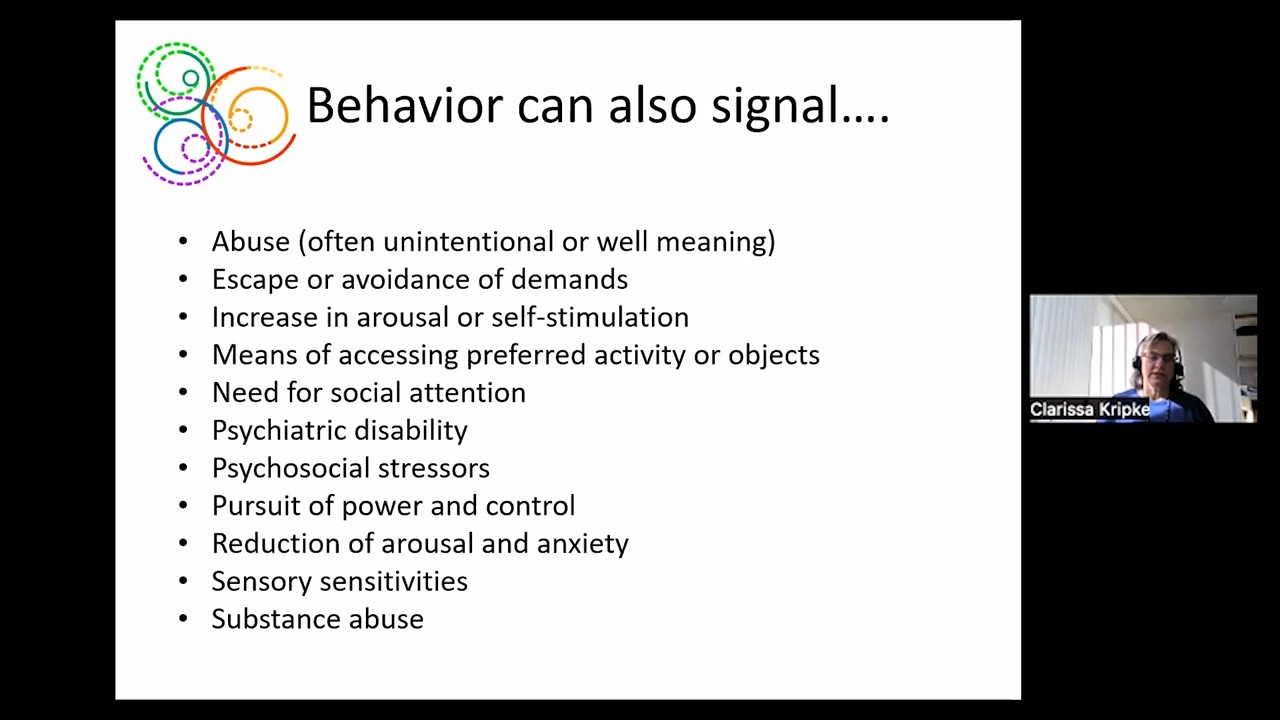 Behavior can also signal....
• Abuse (often unintentional or well meaning)
• Escape or avoidance of demands
• Increase in arousal or self-stimulation
• Means of accessing preferred activity or objects
• Need for social attention
• Psychiatric disability
• Psychosocial stressors
• Pursuit of power and control
• Reduction of arousal and anxiety
• Sensory sensitivities
• Substance abuse
Clarissa Kripke